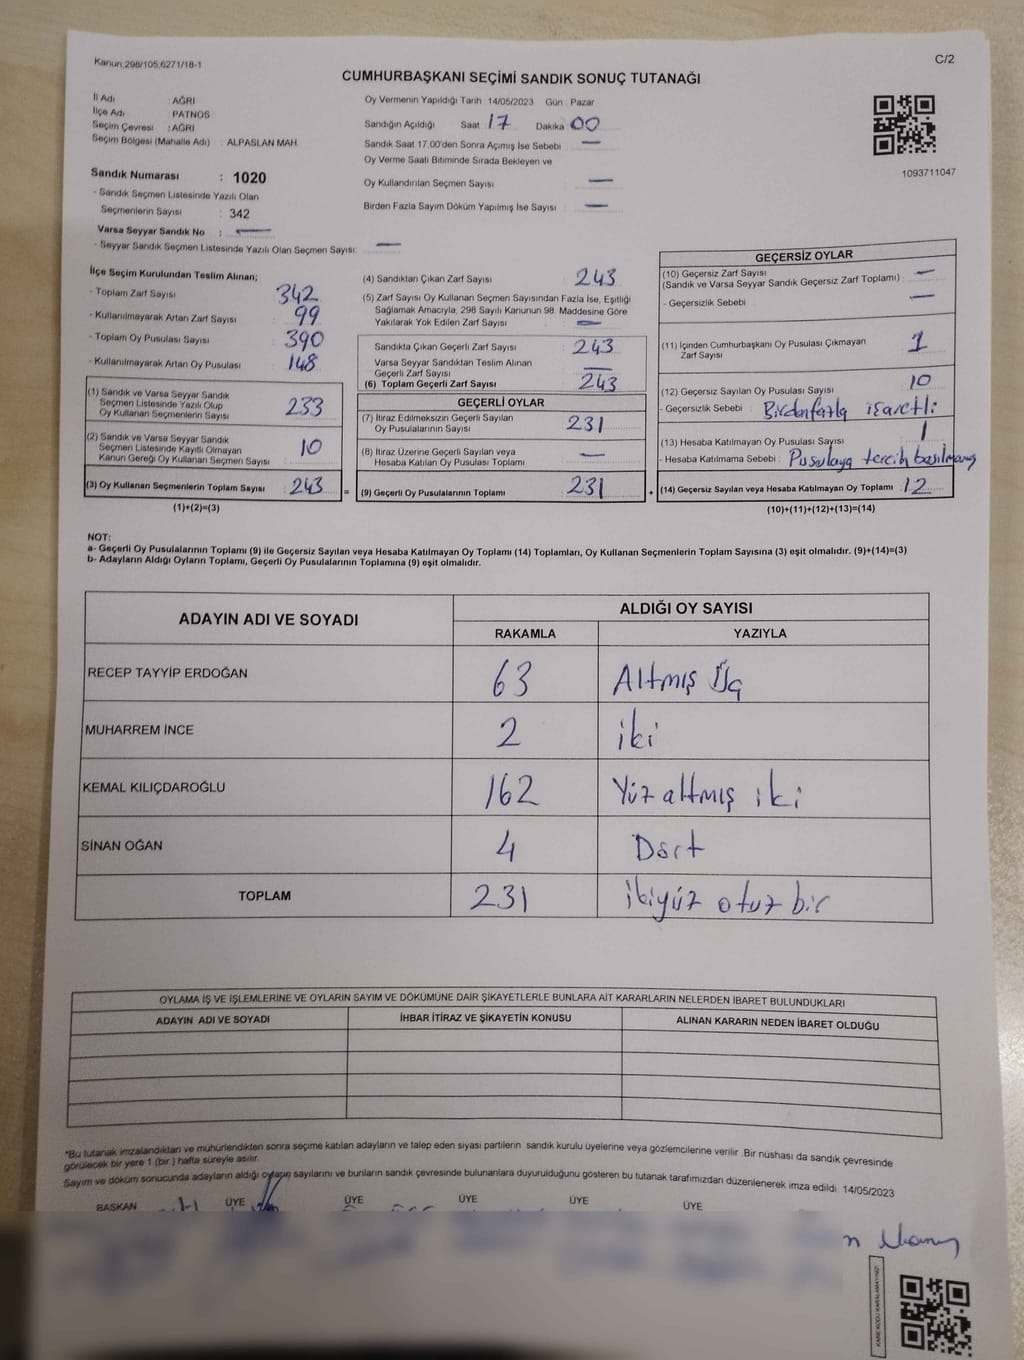 Kanun:298/105,6271/18-1
C/2
CUMHURBAŞKANI SEÇİMİ SANDIK SONUÇ TUTANAĞI
İl Adı : AĞRI
İlçe Adı : PATNOS
Seçim Çevresi : AĞRI
Seçim Bölgesi (Mahalle Adı) : ALPASLAN MAH.
Sandık Numarası : 1020
- Sandık Seçmen Listesinde Yazılı Olan
Seçmenlerin Sayısı : 342
Varsa Seyyar Sandık No : —
- Seyyar Sandık Seçmen Listesinde Yazılı Olan Seçmen Sayısı: —
Oy Vermenin Yapıldığı Tarih :14/05/2023 Gün : Pazar
Sandığın Açıldığı Saat 17 Dakika 00
Sandık Saat 17.00'den Sonra Açımış İse Sebebi —
Oy Verme Saati Bitiminde Sırada Bekleyen ve
Oy Kullandırılan Seçmen Sayısı —
Birden Fazla Sayım Döküm Yapılmış İse Sayısı —
1093711047
İlçe Seçim Kurulundan Teslim Alınan;
- Toplam Zarf Sayısı 342
- Kullanılmayarak Artan Zarf Sayısı 99
- Toplam Oy Pusulası Sayısı 390
- Kullanılmayarak Artan Oy Pusulası 148
(1) Sandık ve Varsa Seyyar Sandık
Seçmen Listesinde Yazılı Olup
Oy Kullanan Seçmenlerin Sayısı 233
(2) Sandık ve Varsa Seyyar Sandık
Seçmen Listesinde Kayıtlı Olmayan
Kanun Gereği Oy Kullanan Seçmen Sayısı 10
(3) Oy Kullanan Seçmenlerin Toplam Sayısı 243 =
(1)+(2)=(3)
(4) Sandıktan Çıkan Zarf Sayısı 243
(5) Zarf Sayısı Oy Kullanan Seçmen Sayısından Fazla İse, Eşitliği
Sağlamak Amacıyla, 298 Sayılı Kanunun 98. Maddesine Göre
Yakılarak Yok Edilen Zarf Sayısı —
Sandıkta Çıkan Geçerli Zarf Sayısı 243
Varsa Seyyar Sandıktan Teslim Alınan
Geçerli Zarf Sayısı —
(6) Toplam Geçerli Zarf Sayısı 243
GEÇERLİ OYLAR
(7) İtiraz Edilmeksizin Geçerli Sayılan
Oy Pusulalarının Sayısı 231
(8) İtiraz Üzerine Geçerli Sayılan veya
Hesaba Katılan Oy Pusulası Toplamı —
(9) Geçerli Oy Pusulalarının Toplamı 231 +
GEÇERSİZ OYLAR
(10) Geçersiz Zarf Sayısı
(Sandık ve Varsa Seyyar Sandık Geçersiz Zarf Toplamı) : —
- Geçersizlik Sebebi : —
(11) İçinden Cumhurbaşkanı Oy Pusulası Çıkmayan
Zarf Sayısı 1
(12) Geçersiz Sayılan Oy Pusulası Sayısı 10
- Geçersizlik Sebebi : Birdenfazla işaretli
(13) Hesaba Katılmayan Oy Pusulası Sayısı 1
- Hesaba Katılmama Sebebi : Pusulaya tercih basılmamış
(14) Geçersiz Sayılan veya Hesaba Katılmayan Oy Toplamı : 12
(10)+(11)+(12)+(13)=(14)
NOT:
a- Geçerli Oy Pusulalarının Toplamı (9) ile Geçersiz Sayılan veya Hesaba Katılmayan Oy Toplamı (14) Toplamları, Oy Kullanan Seçmenlerin Toplam Sayısına (3) eşit olmalıdır. (9)+(14)=(3)
b- Adayların Aldığı Oyların Toplamı, Geçerli Oy Pusulalarının Toplamına (9) eşit olmalıdır.
ADAYIN ADI VE SOYADI ALDIĞI OY SAYISI
RAKAMLA YAZIYLA
RECEP TAYYİP ERDOĞAN 63 Altmış Üç
MUHARREM İNCE 2 iki
KEMAL KILIÇDAROĞLU 162 Yüz altmış iki
SİNAN OĞAN 4 Dört
TOPLAM 231 ikiyüz otuz bir
OYLAMA İŞ VE İŞLEMLERİNE VE OYLARIN SAYIM VE DÖKÜMÜNE DAİR ŞİKAYETLERLE BUNLARA AİT KARARLARIN NELERDEN İBARET BULUNDUKLARI
ADAYIN ADI VE SOYADI İHBAR İTİRAZ VE ŞİKAYETİN KONUSU ALINAN KARARIN NEDEN İBARET OLDUĞU
*Bu tutanak imzalandıktan ve mühürlendikten sonra seçime katılan adayların ve talep eden siyasi partilerin sandık kurulu üyelerine veya gözlemcilerine verilir. Bir nüshası da sandık çevresinde
görülecek bir yere 1 (bir ) hafta süreyle asılır.
Sayım ve döküm sonucunda adayların aldığı oyların sayılarını ve bunların sandık çevresinde bulunanlara duyurulduğunu gösteren bu tutanak tarafımızdan düzenlenerek imza edildi. 14/05/2023
BAŞKAN ÜYE ÜYE ÜYE ÜYE ÜYE
KARE KODU KARALAMAYINIZ!